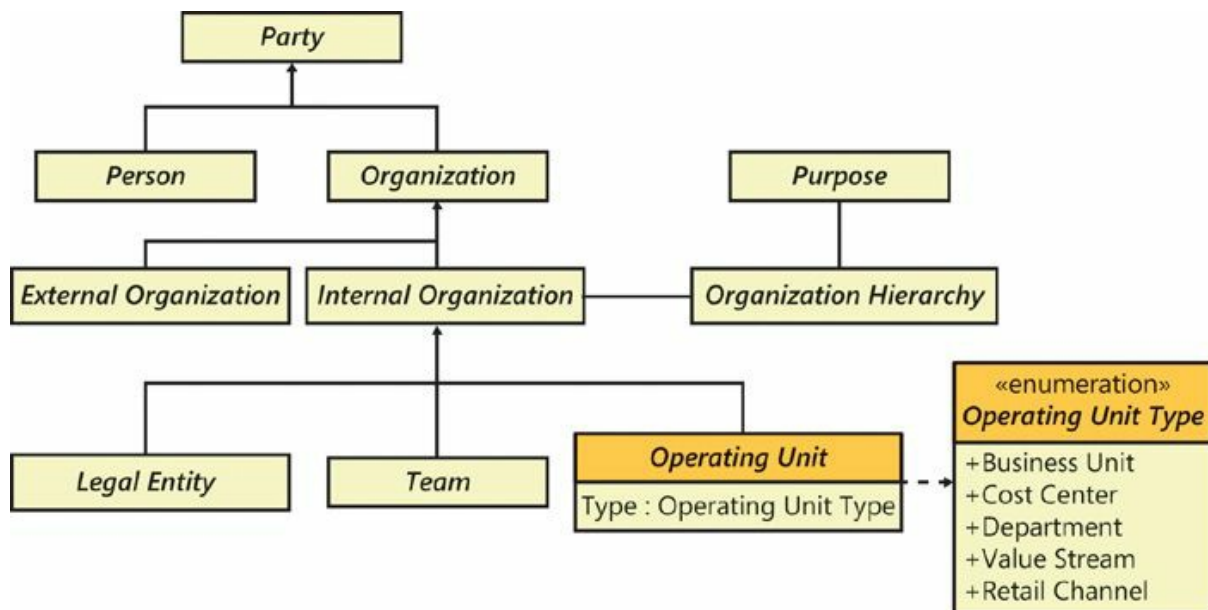 Party
Person
Organization
Purpose
External Organization
Internal Organization
Organization Hierarchy
«enumeration»
Operating Unit Type
+Business Unit
+Cost Center
+Department
+Value Stream
+Retail Channel
Legal Entity
Team
Operating Unit
Type : Operating Unit Type